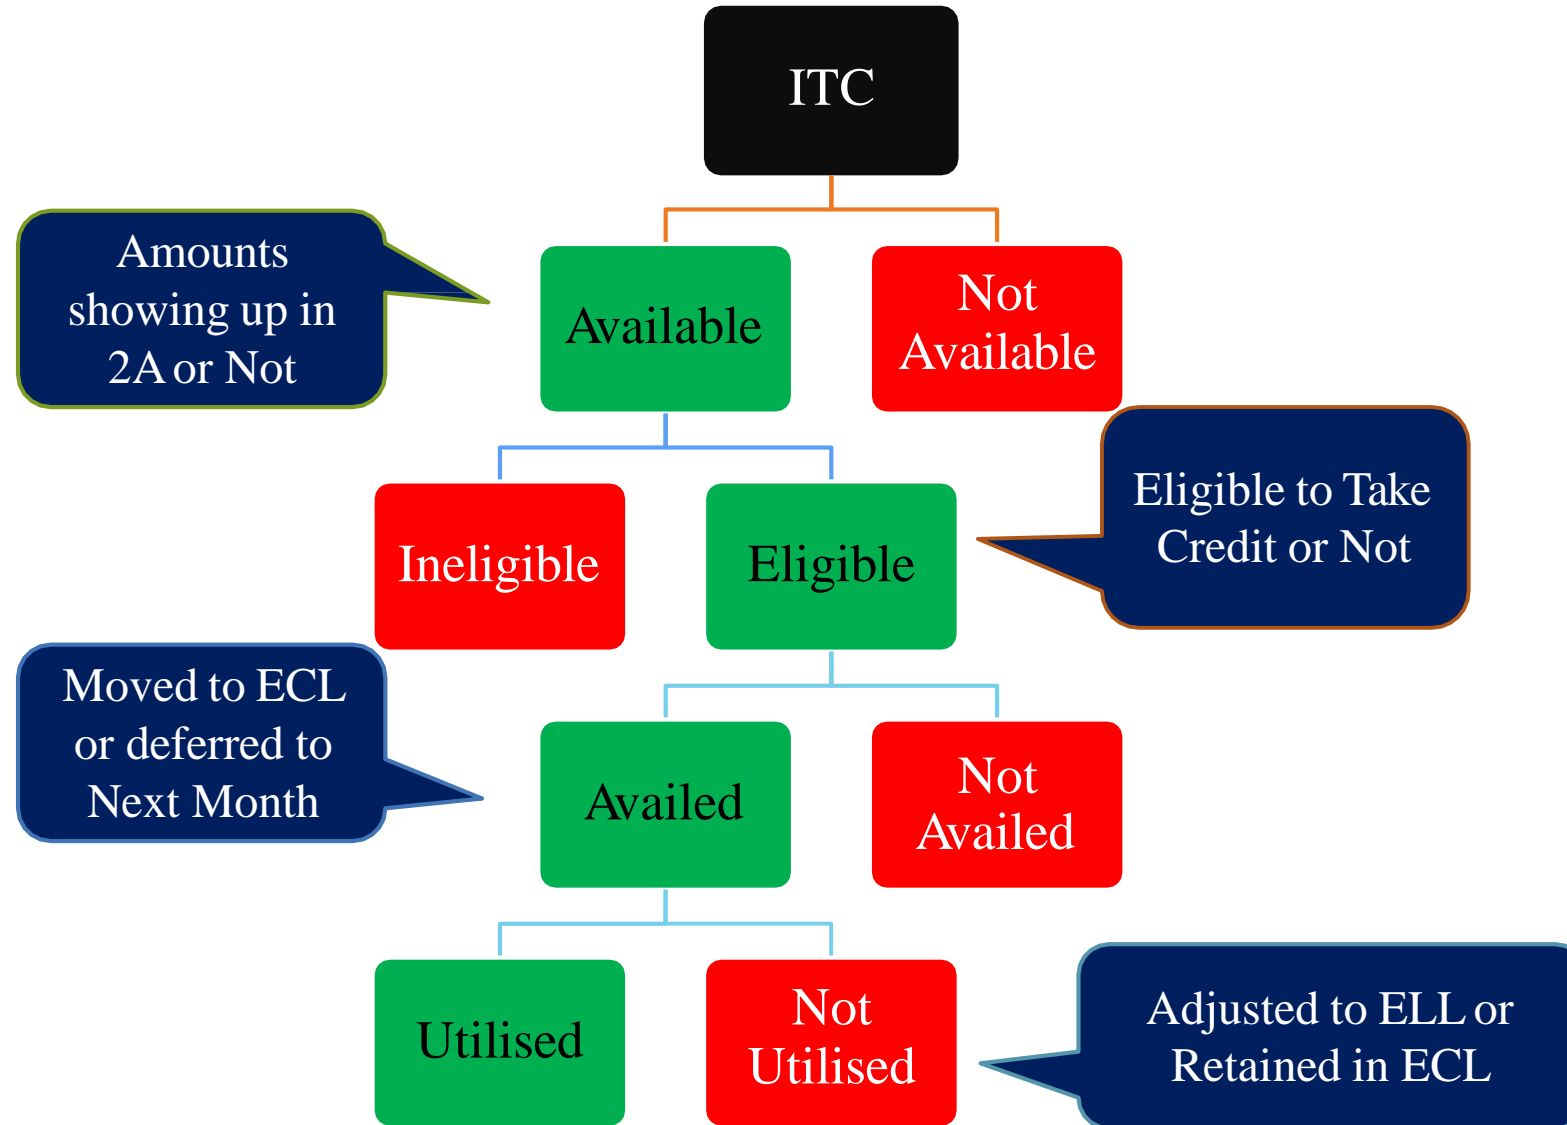 ITC
Amounts
showing up in
2A or Not
Available
Not
Available
Ineligible
Eligible
Eligible to Take
Credit or Not
Moved to ECL
or deferred to
Next Month
Availed
Not
Availed
Utilised
Not
Utilised
Adjusted to ELL or
Retained in ECL